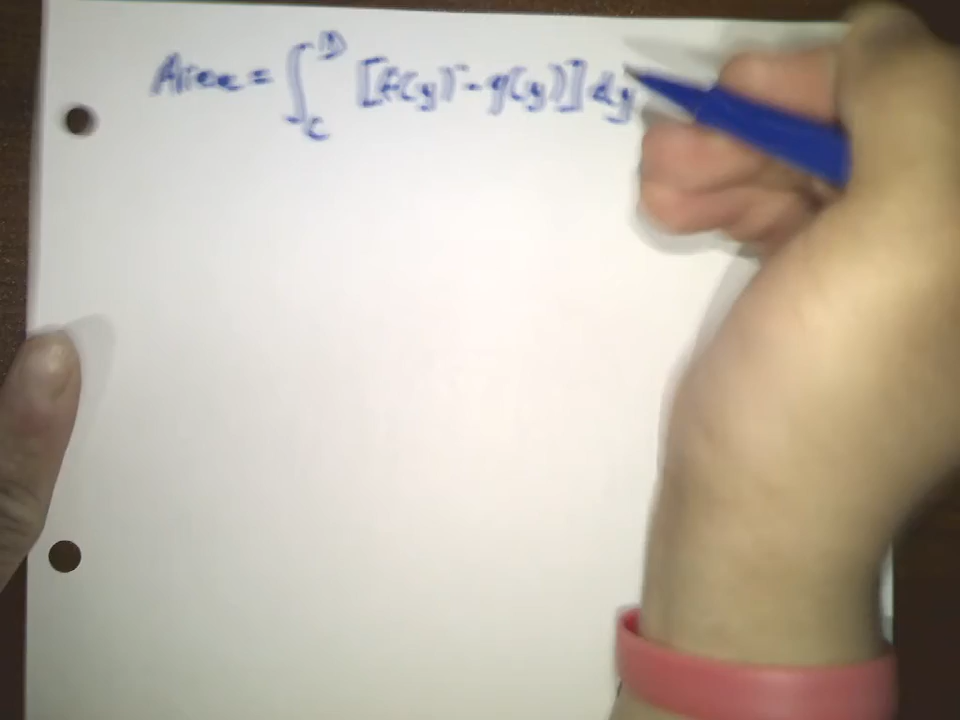 Area = ∫_C^D [f(y) - g(y)] dy